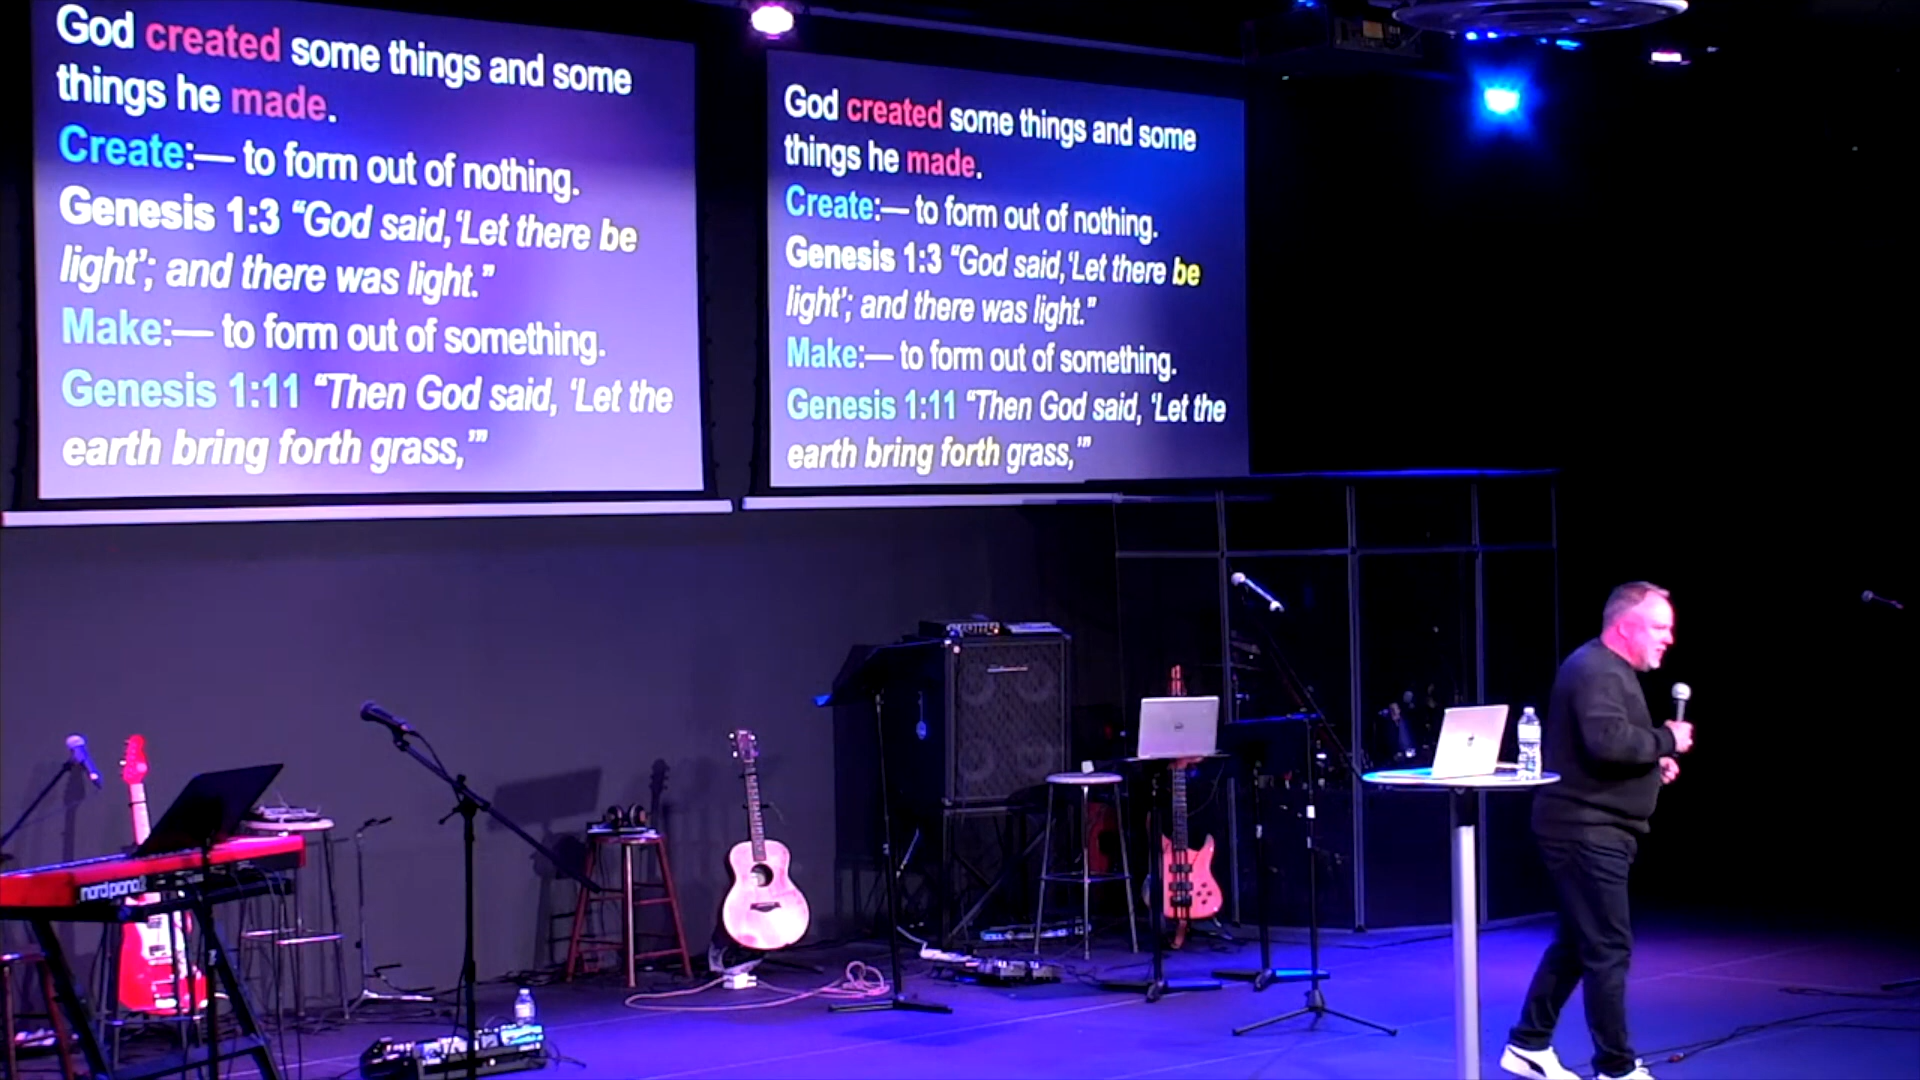 God created some things and some
things he made.
Create:— to form out of nothing.
Genesis 1:3 “God said,‘Let there be
light’; and there was light.”
Make:— to form out of something.
Genesis 1:11 “Then God said, ‘Let the
earth bring forth grass,’”
God created some things and some
things he made.
Create:— to form out of nothing.
Genesis 1:3 “God said,‘Let there be
light’; and there was light.”
Make:— to form out of something.
Genesis 1:11 “Then God said, ‘Let the
earth bring forth grass,’”
nord piano